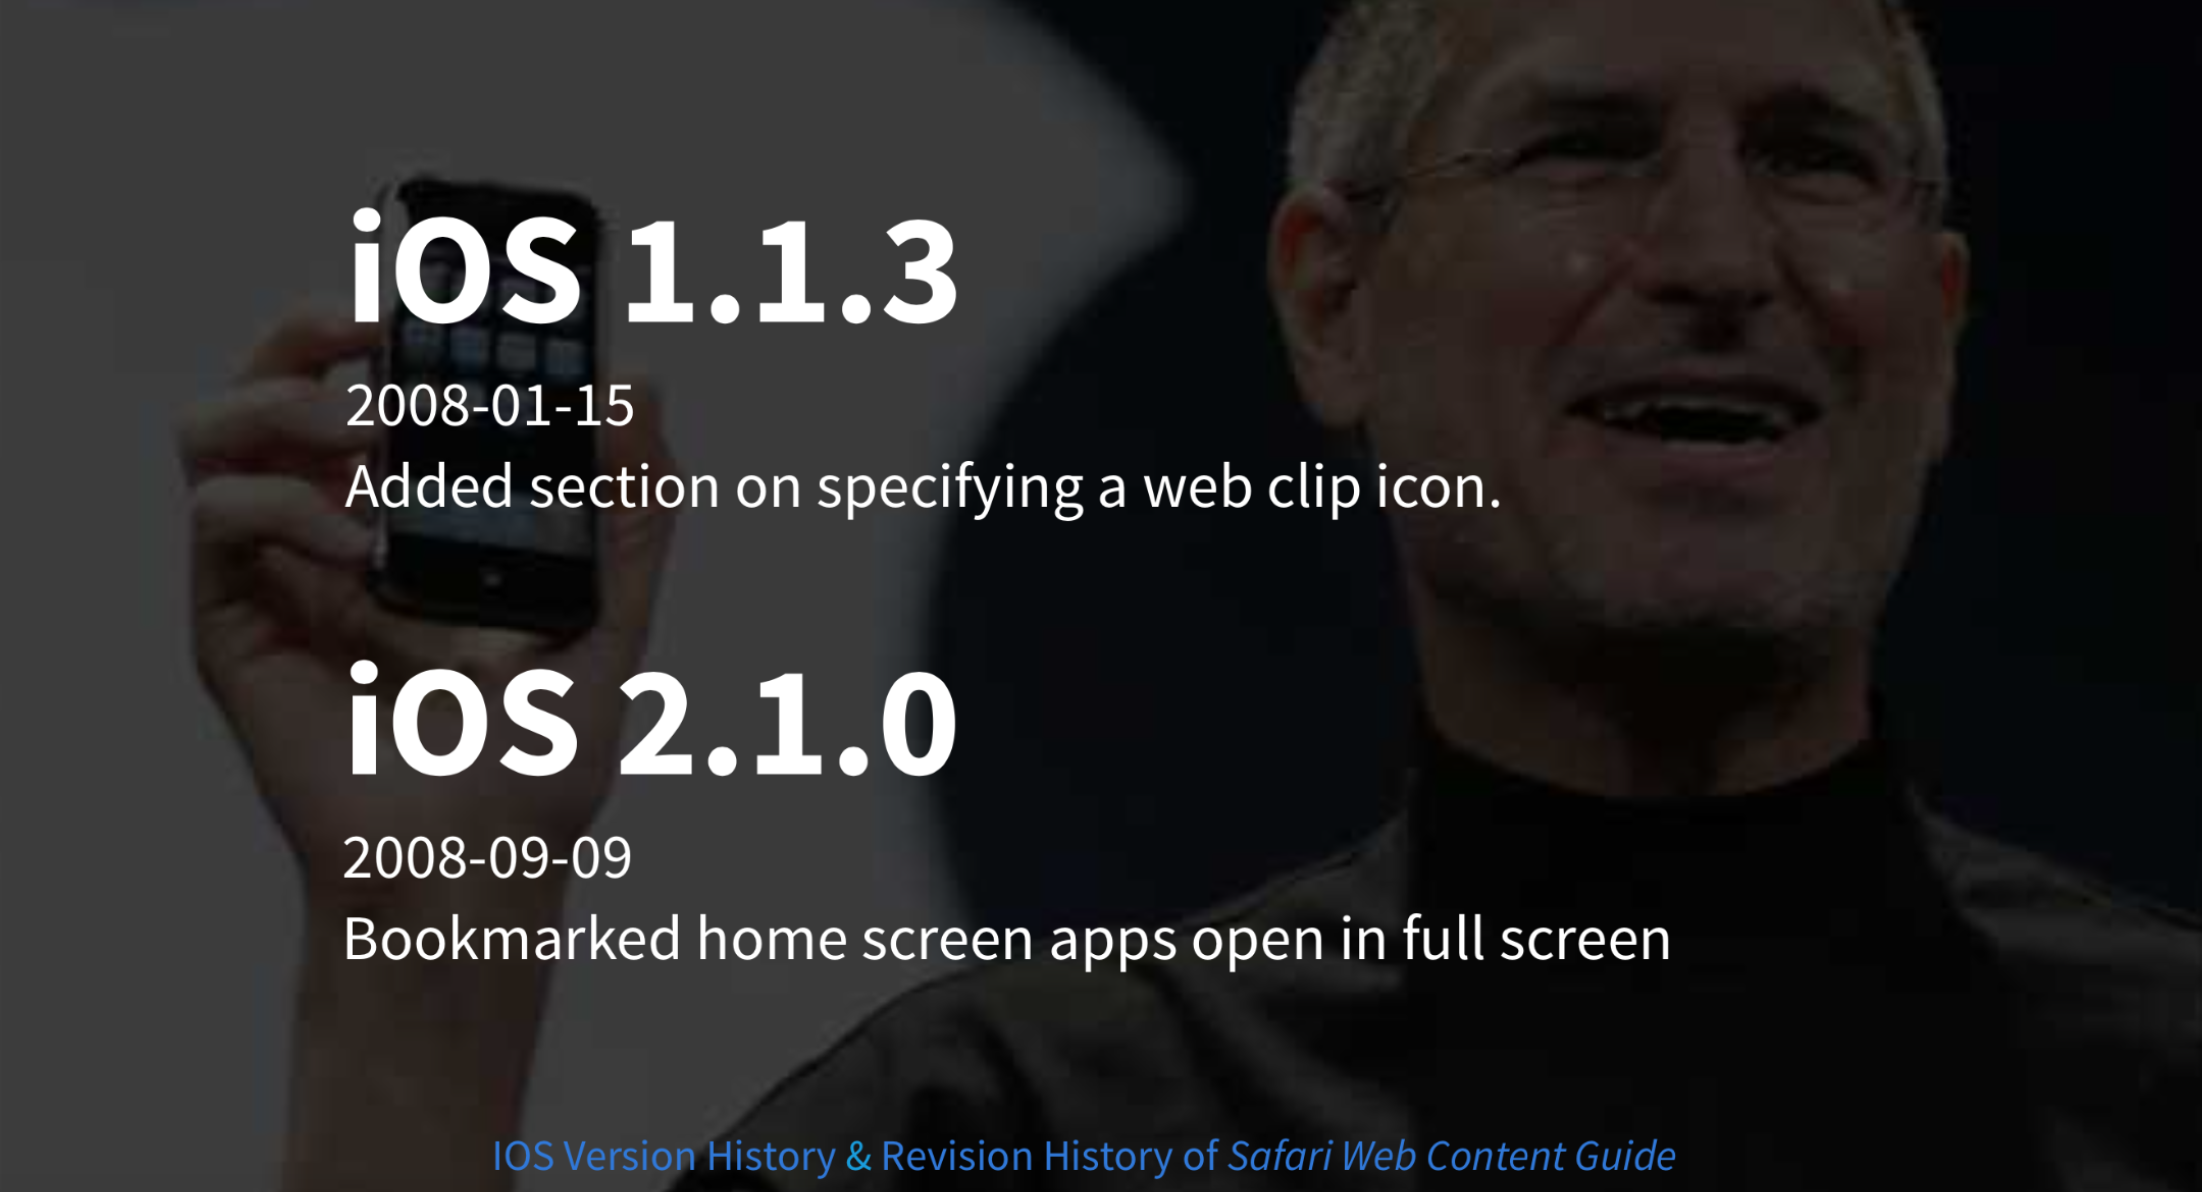 iOS 1.1.3
2008-01-15
Added section on specifying a web clip icon.
iOS 2.1.0
2008-09-09
Bookmarked home screen apps open in full screen
IOS Version History & Revision History of Safari Web Content Guide